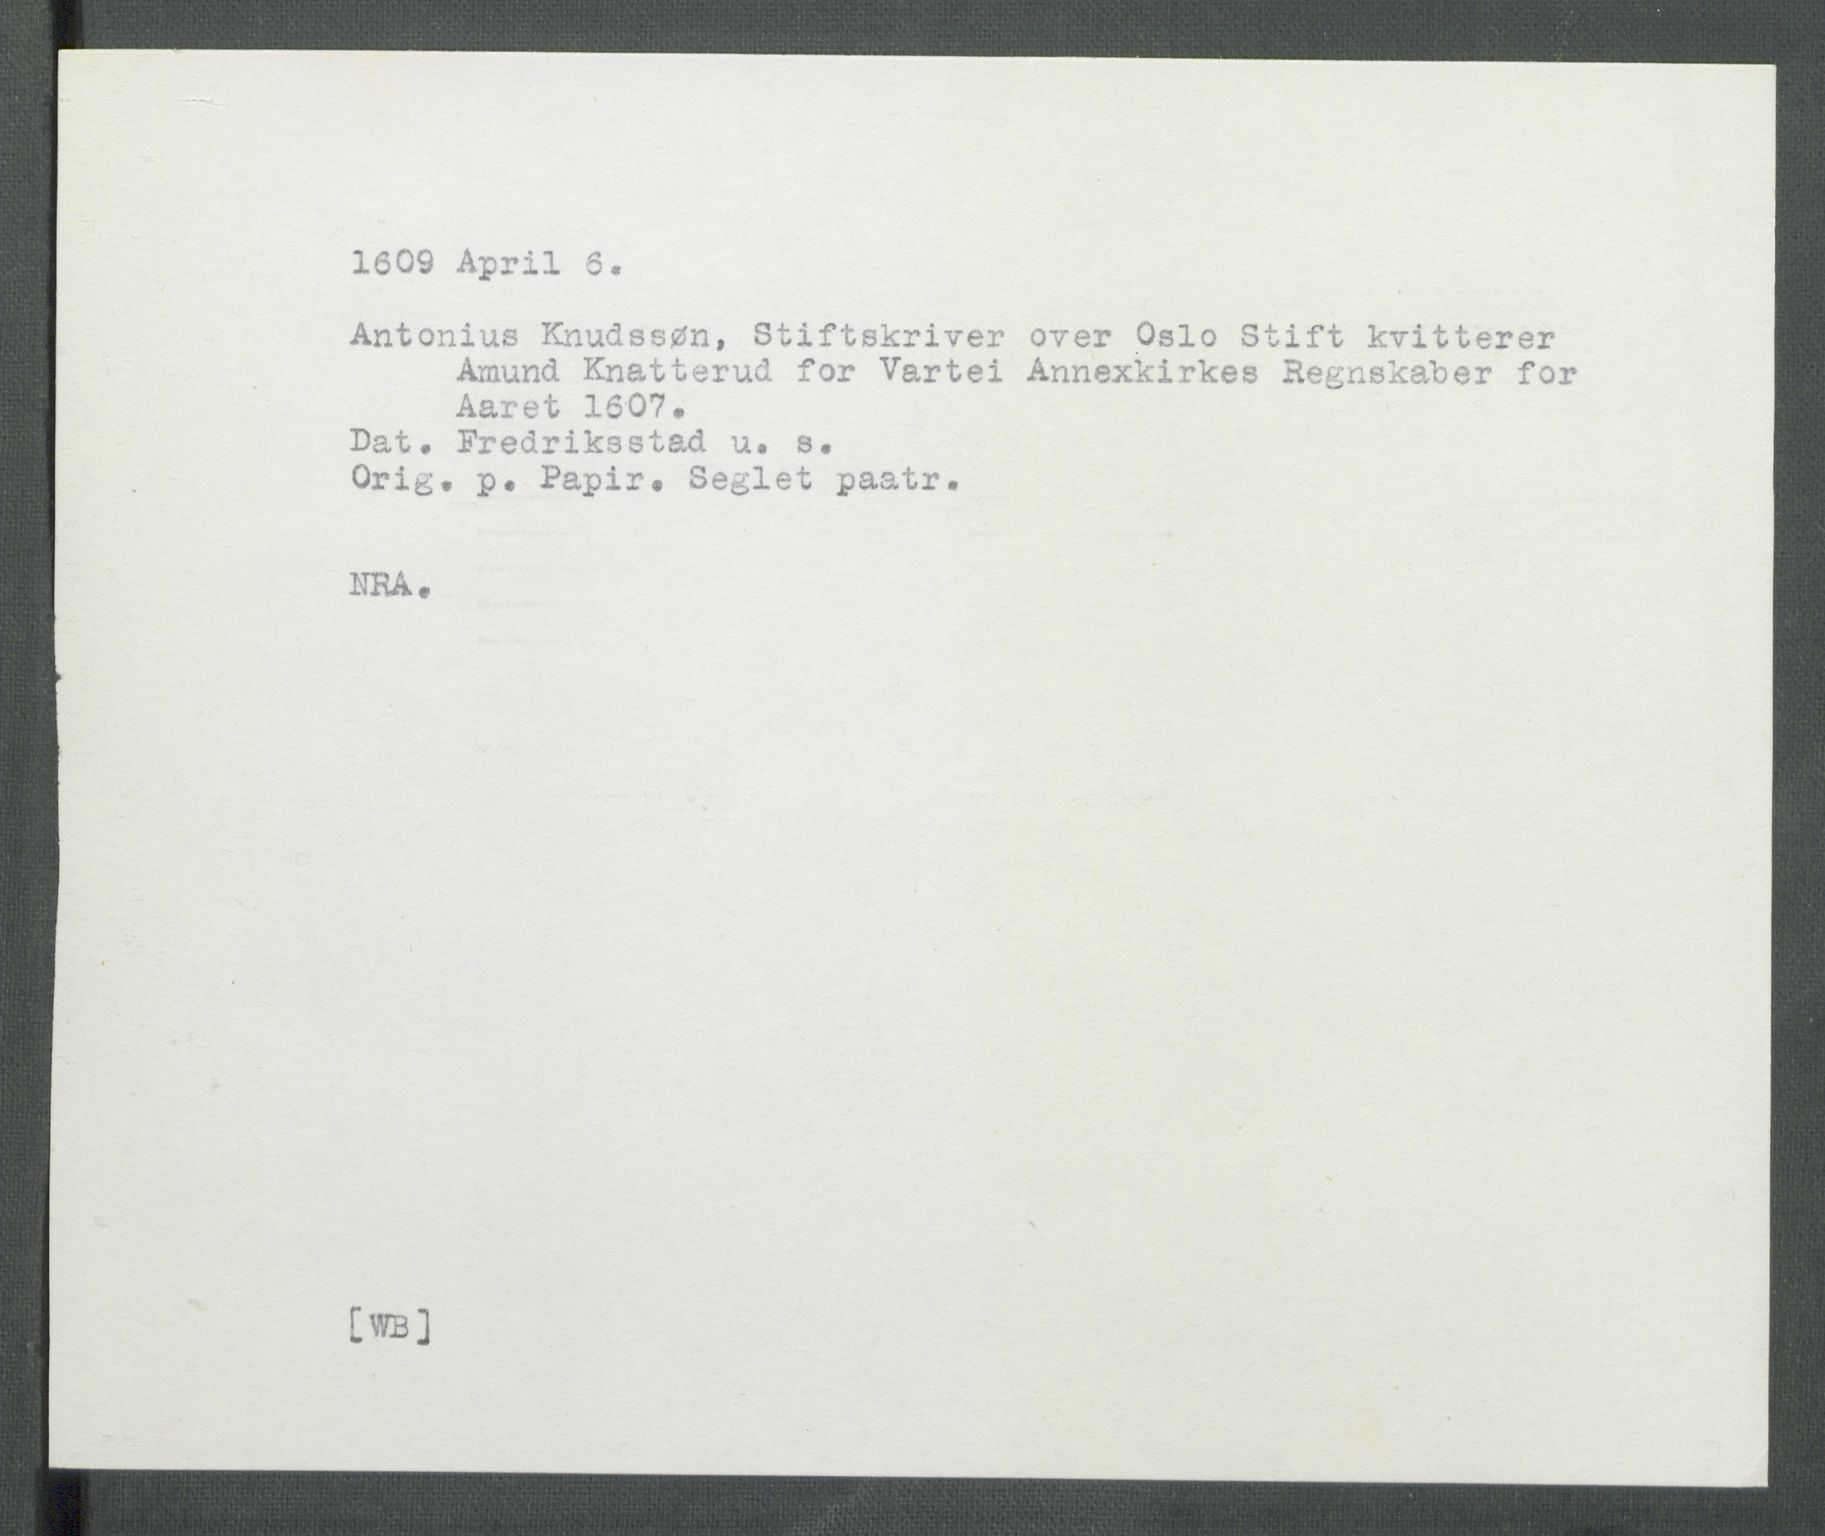 1609 April 6.
Antonius Knudssøn, Stiftskriver over Oslo Stift kvitterer
Amund Knatterud for Vartei Annexkirkes Regnskaber for
Aaret 1607.
Dat. Fredriksstad u. s.
Orig. p. Papir. Seglet paatr.
NRA.
[WB]